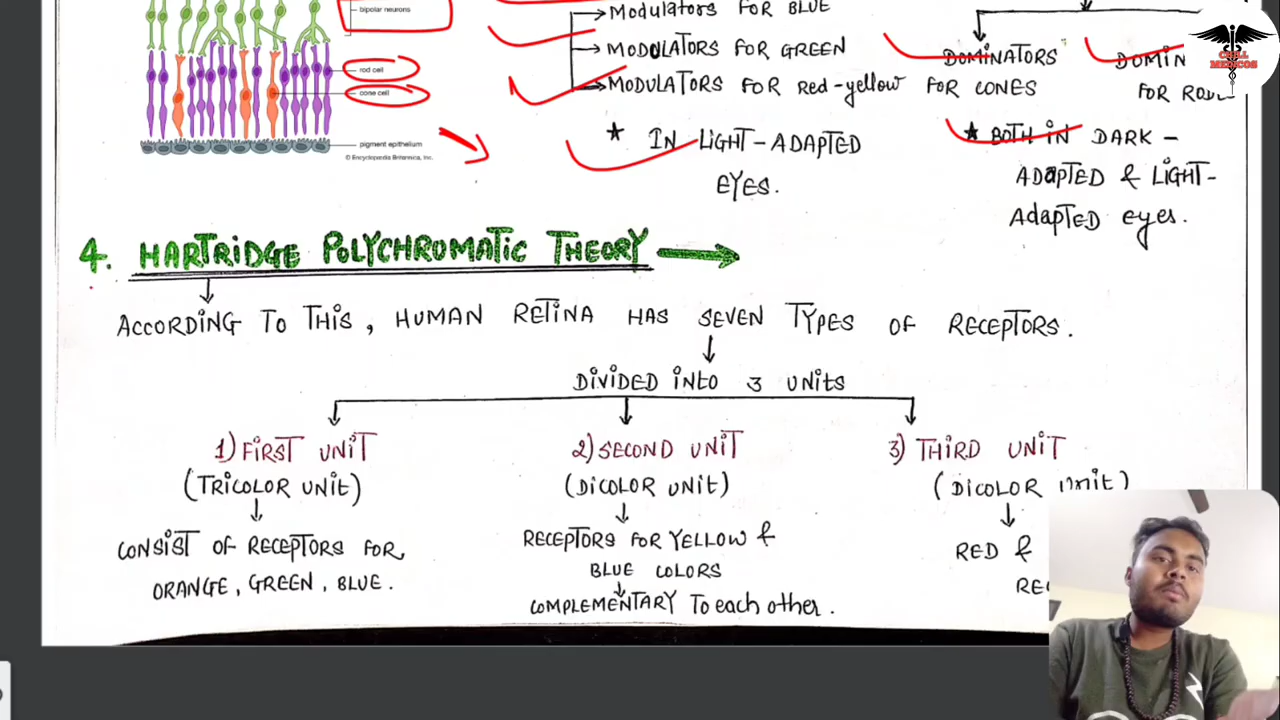 bipolar neurons
rod cell
cone cell
pigment epithelium
© Encyclopædia Britannica, Inc.
Modulators FOR BLUE
MODULATORS FOR GREEN
MODULATORS FOR Red-yellow
★ IN LIGHT-ADAPTED
EYES.
DOMINATORS
FOR CONES
DOMIN
FOR
★ BOTH IN DARK -
ADAPTED & LIGHT-
Adapted eyes.
CHILL
MEDICOS
4. HARTRIDGE POLYCHROMATIC THEORY
ACCORDING TO THIS, HUMAN RETINA HAS SEVEN TYPES OF RECEPTORS.
DIVIDED INTO 3 UNITS
1) FIRST UNIT
(TRICOLOR UNIT)
CONSIST OF RECEPTORS FOR
ORANGE, GREEN, BLUE.
2) SECOND UNIT
(DICOLOR UNIT)
RECEPTORS FOR YELLOW &
BLUE COLORS
COMPLEMENTARY TO each other.
3) THIRD UNIT
(DICOLOR UNIT)
RED &